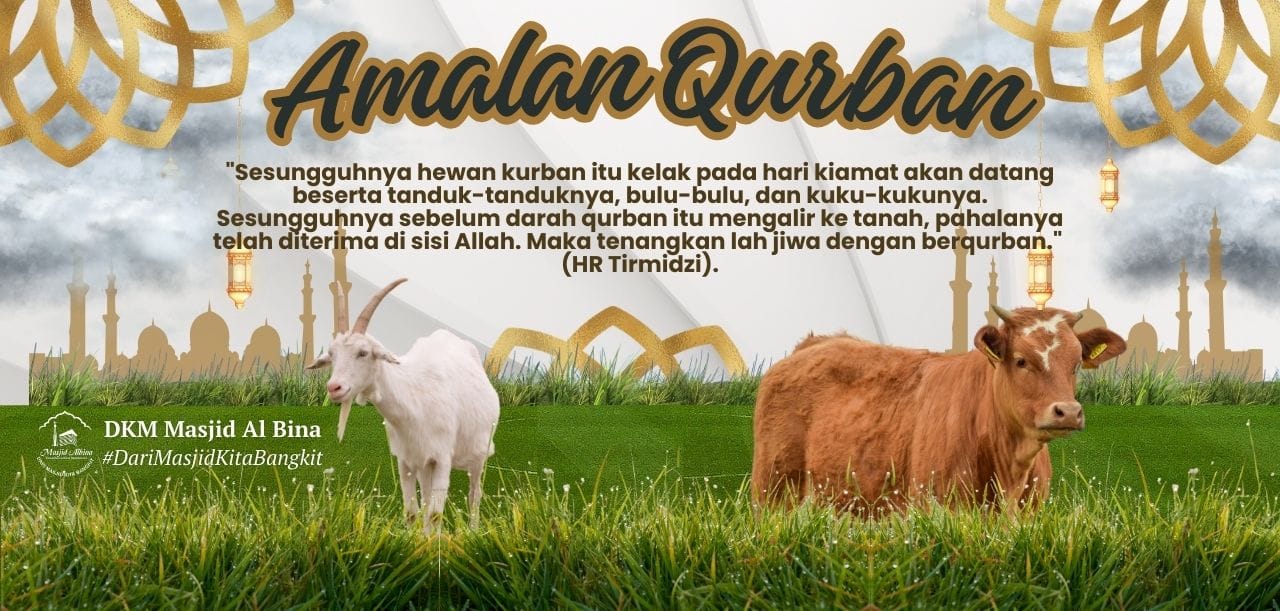 Amalan Qurban
"Sesungguhnya hewan kurban itu kelak pada hari kiamat akan datang
beserta tanduk-tanduknya, bulu-bulu, dan kuku-kukunya.
Sesungguhnya sebelum darah qurban itu mengalir ke tanah, pahalanya
telah diterima di sisi Allah. Maka tenangkan lah jiwa dengan berqurban."
(HR Tirmidzi).
DKM Masjid Al Bina
#DariMasjidKitaBangkit
Masjid Albina